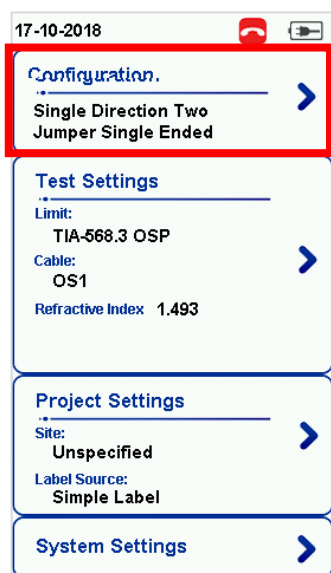 17-10-2018
Configuration.
Single Direction Two
Jumper Single Ended
Test Settings
Limit:
TIA-568.3 OSP
Cable:
OS1
Refractive Index 1.493
Project Settings
Site:
Unspecified
Label Source:
Simple Label
System Settings